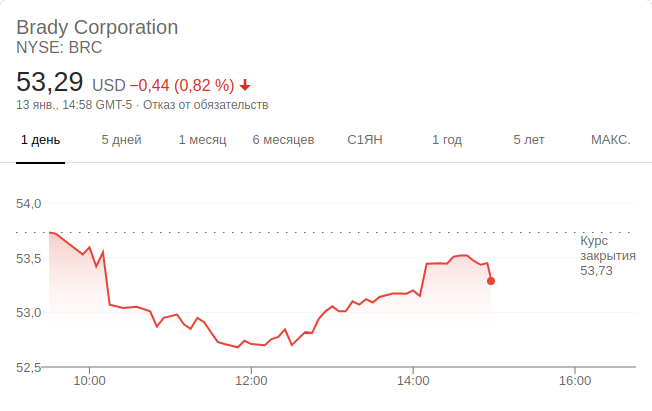 Brady Corporation
NYSE: BRC
53,29 USD −0,44 (0,82 %)
13 янв., 14:58 GMT-5 · Отказ от обязательств
1 день 5 дней 1 месяц 6 месяцев С1ЯН 1 год 5 лет МАКС.
54,0
Курс
закрытия
53,73
53,5
53,0
52,5
10:00 12:00 14:00 16:00